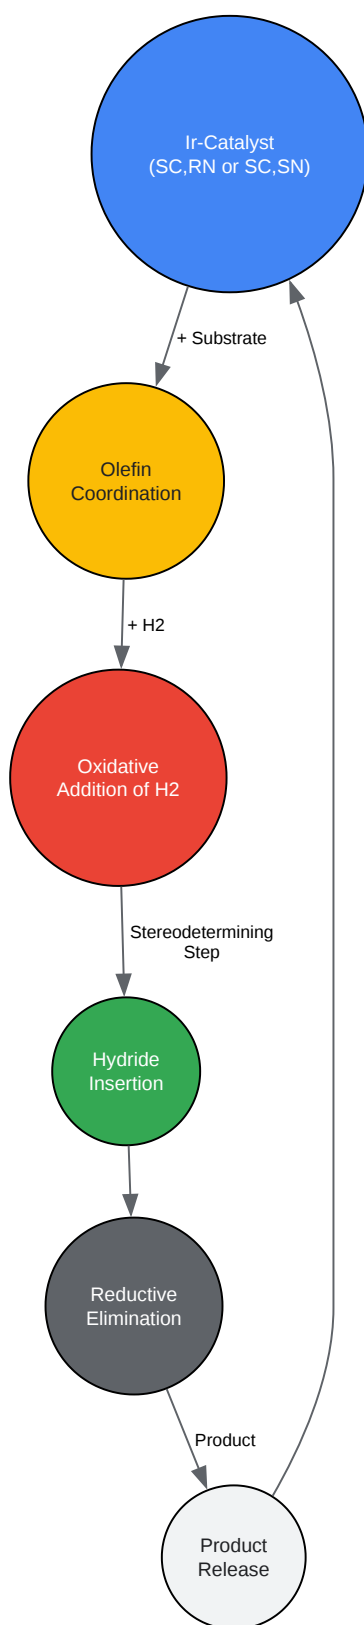 Ir-Catalyst
(SC,RN or SC,SN)
+ Substrate
Olefin
Coordination
+ H2
Oxidative
Addition of H2
Stereodetermining
Step
Hydride
Insertion
Reductive
Elimination
Product
Product
Release